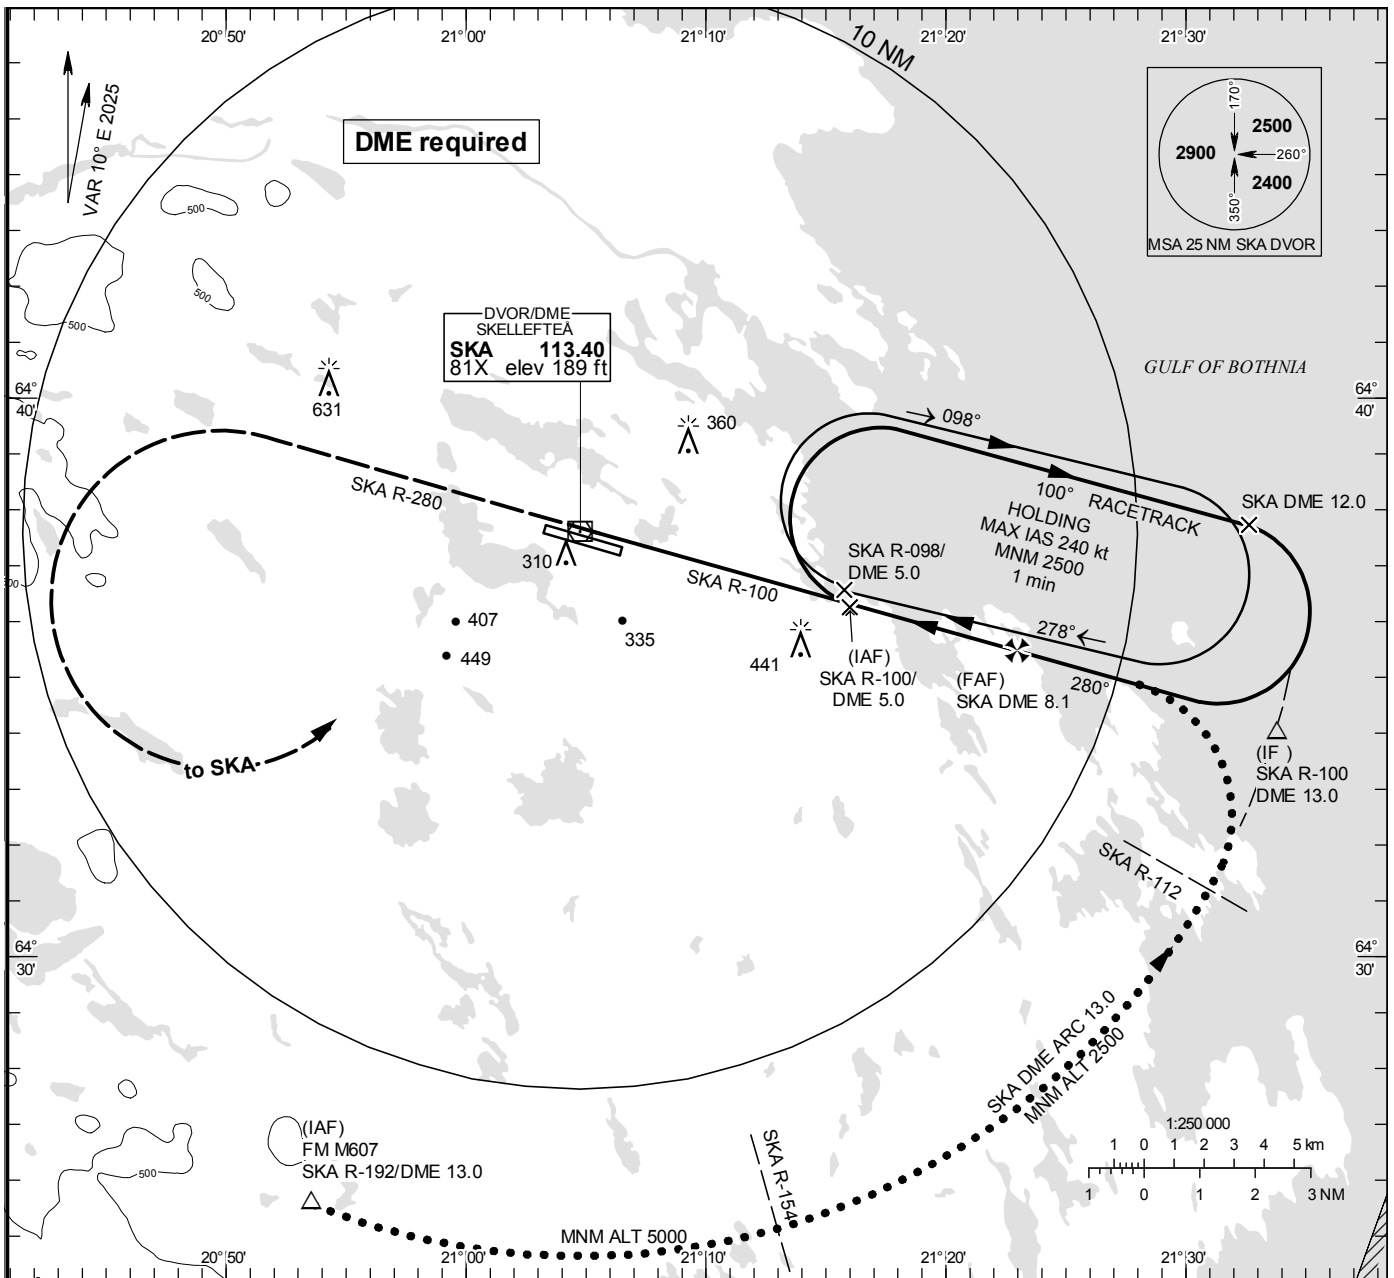 20°50'
21°00'
21°10'
21°20'
21°30'
10 NM
VAR 10° E 2025
DME required
170°
2500
2900
260°
2400
350°
MSA 25 NM SKA DVOR
500
500
500
DVOR/DME
SKELLEFTEÅ
SKA 113.40
81X elev 189 ft
GULF OF BOTHNIA
64°
40'
64°
40'
631
360
098°
SKA R-280
100° RACETRACK
SKA DME 12.0
HOLDING
MAX IAS 240 kt
MNM 2500
1 min
SKA R-098/
DME 5.0
310
SKA R-100
407
335
449
441
278°
(IAF)
SKA R-100/
DME 5.0
(FAF)
SKA DME 8.1
280°
to SKA
(IF )
SKA R-100
DME 13.0
SKA R-112
64°
30'
64°
30'
SKA DME ARC 13.0
MNM ALT 2500
(IAF)
FM M607
SKA R-192/DME 13.0
500
SKA R-154
MNM ALT 5000
1:250 000
1 0 1 2 3 4 5 km
1 0 1 2 3 NM
20°50'
21°00'
21°10'
21°20'
21°30'